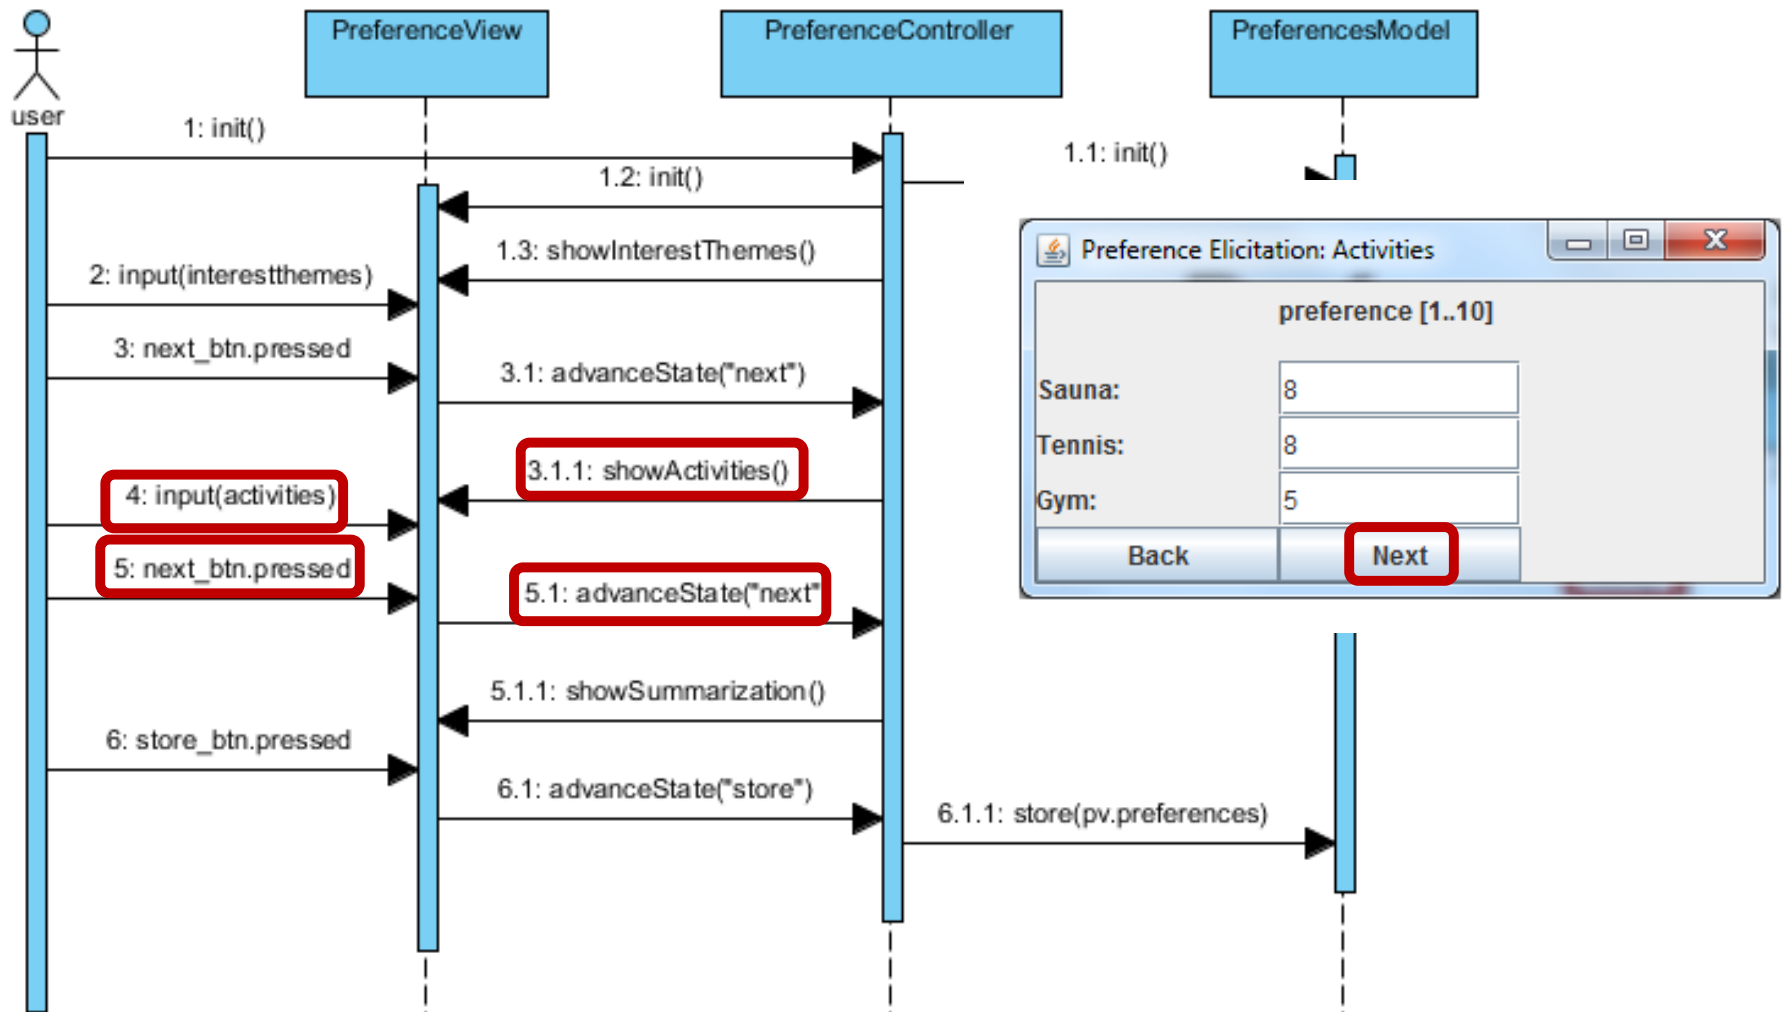 PreferenceView
PreferenceController
PreferencesModel
user
1: init()
1.1: init()
1.2: init()
1.3: showInterestThemes()
2: input(interestthemes)
3: next_btn.pressed
3.1: advanceState("next")
3.1.1: showActivities()
4: input(activities)
5: next_btn.pressed
5.1: advanceState("next"
5.1.1: showSummarization()
6: store_btn.pressed
6.1: advanceState("store")
6.1.1: store(pv.preferences)
Preference Elicitation: Activities
preference [1..10]
Sauna: 8
Tennis: 8
Gym: 5
Back Next